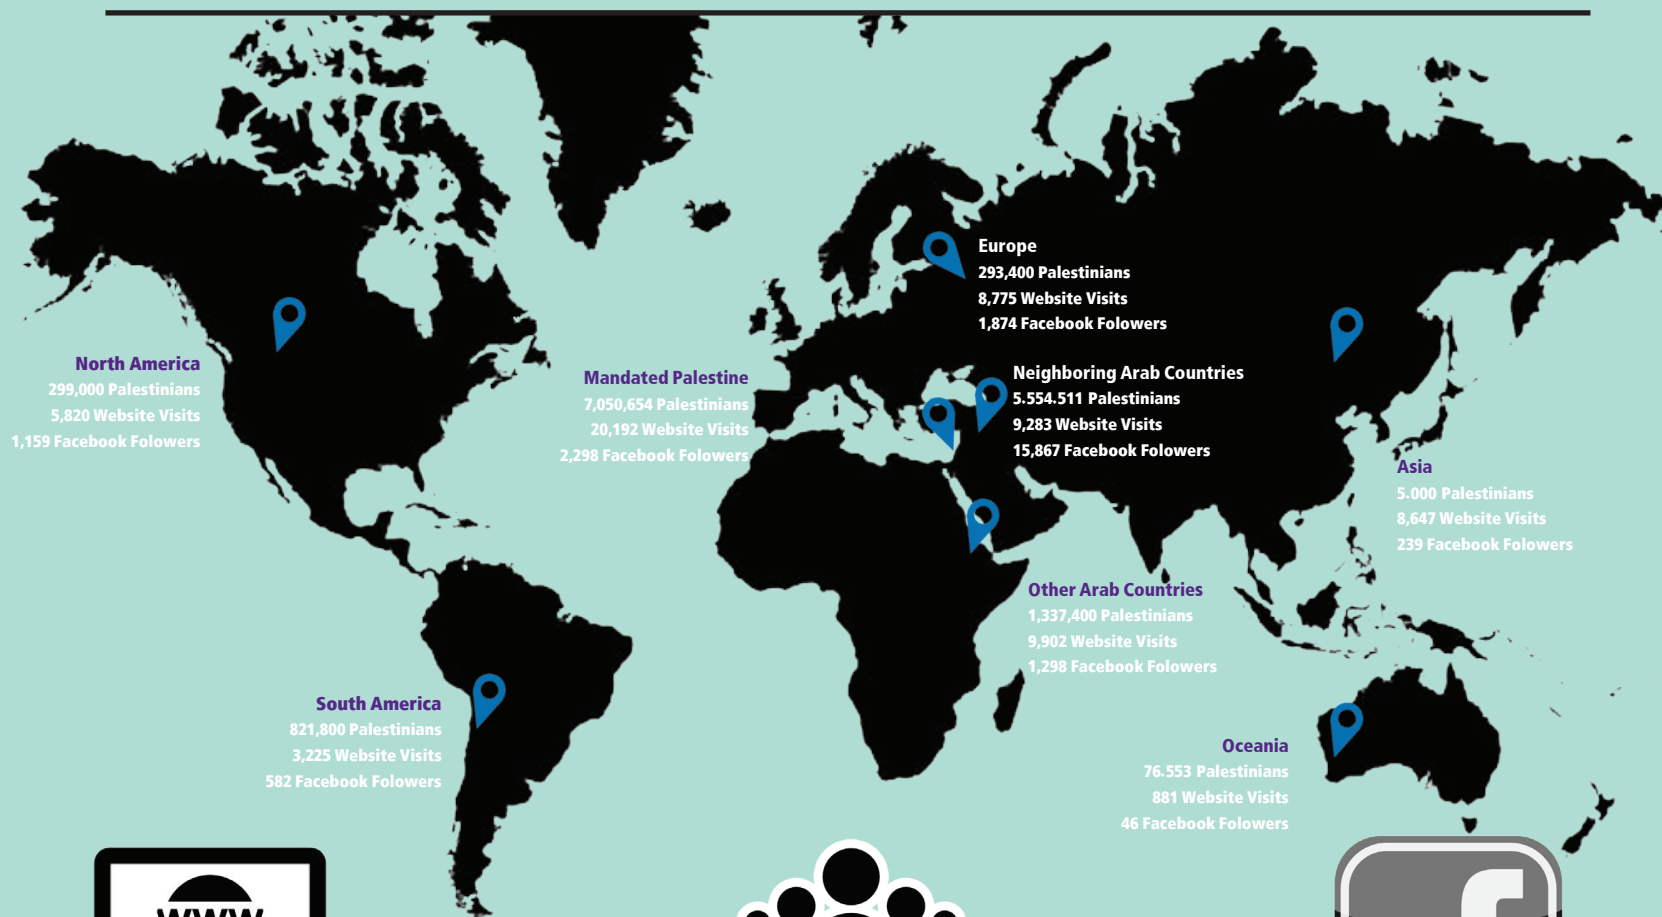 Europe
293,400 Palestinians
8,775 Website Visits
1,874 Facebook Folowers
North America
299,000 Palestinians
5,820 Website Visits
1,159 Facebook Folowers
Mandated Palestine
7,050,654 Palestinians
20,192 Website Visits
2,298 Facebook Folowers
Neighboring Arab Countries
5.554.511 Palestinians
9,283 Website Visits
15,867 Facebook Folowers
Asia
5.000 Palestinians
8,647 Website Visits
239 Facebook Folowers
Other Arab Countries
1,337,400 Palestinians
9,902 Website Visits
1,298 Facebook Folowers
South America
821,800 Palestinians
3,225 Website Visits
582 Facebook Folowers
Oceania
76.553 Palestinians
881 Website Visits
46 Facebook Folowers
www
f